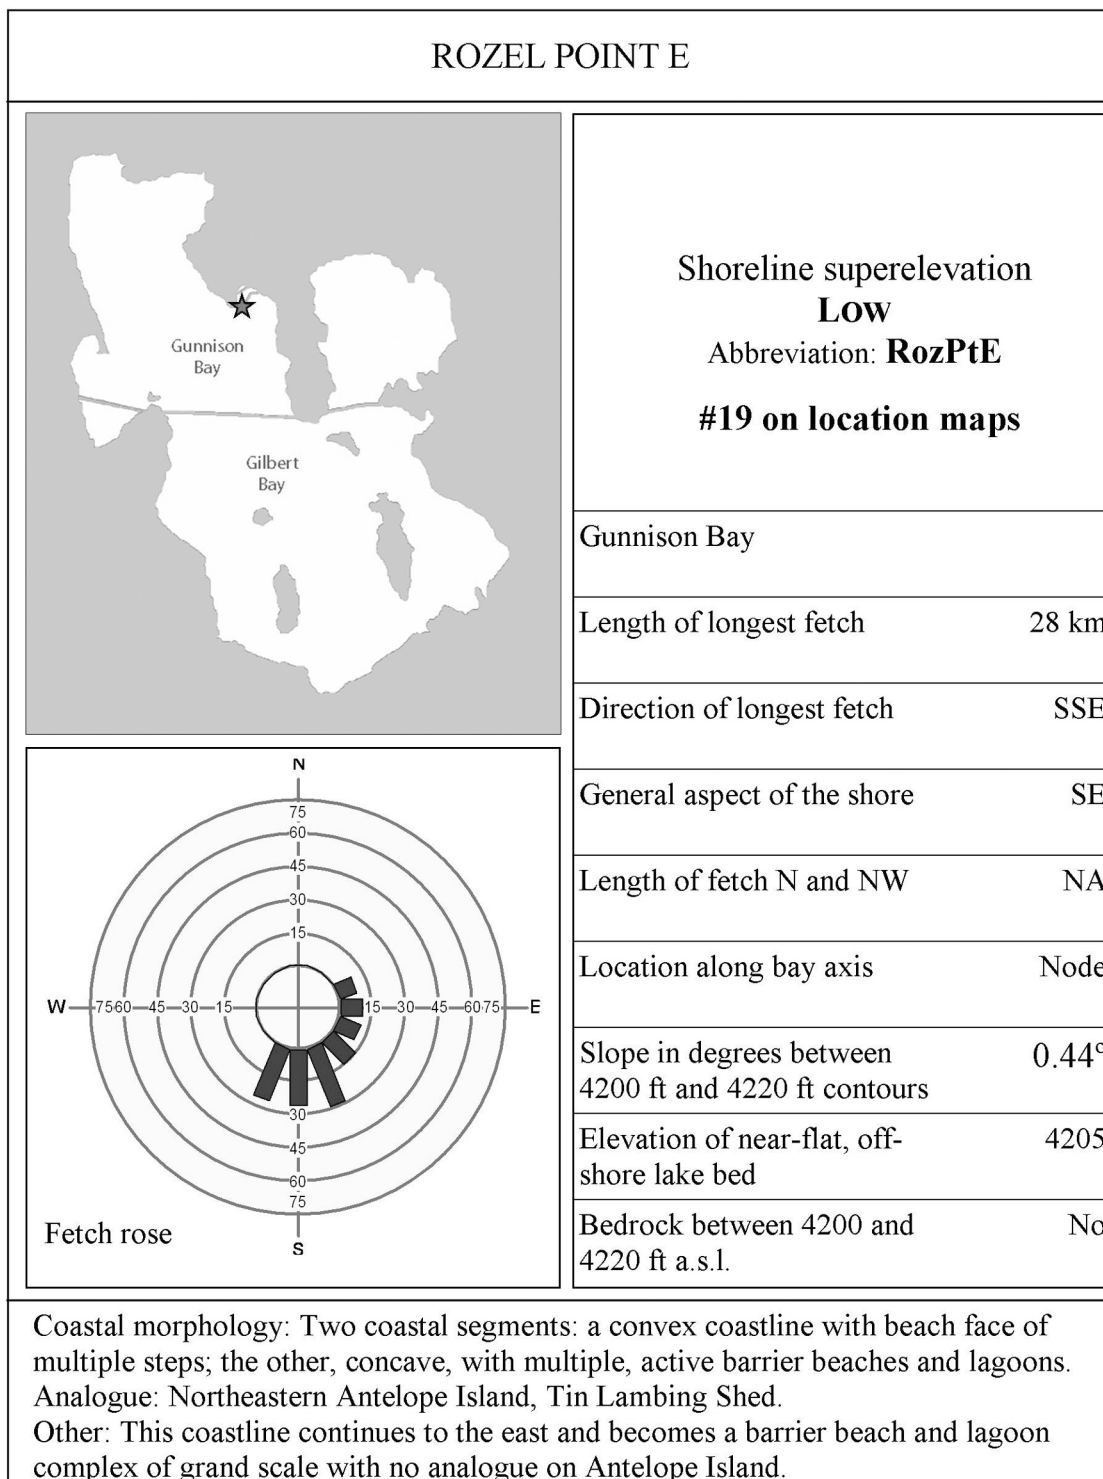 ROZEL POINT E
Gunnison
Bay
Gilbert
Bay
Shoreline superelevation
LOW
Abbreviation: RozPtE
#19 on location maps
Gunnison Bay
Length of longest fetch 28 km
Direction of longest fetch SSE
General aspect of the shore SE
Length of fetch N and NW NA
Location along bay axis Node
Slope in degrees between 0.44°
4200 ft and 4220 ft contours
Elevation of near-flat, off- 4205
shore lake bed
Bedrock between 4200 and No
4220 ft a.s.l.
N
75
60
45
30
15
W 75 60 45 30 15 15 30 45 60 75 E
30
45
60
75
S
Fetch rose
Coastal morphology: Two coastal segments: a convex coastline with beach face of
multiple steps; the other, concave, with multiple, active barrier beaches and lagoons.
Analogue: Northeastern Antelope Island, Tin Lambing Shed.
Other: This coastline continues to the east and becomes a barrier beach and lagoon
complex of grand scale with no analogue on Antelope Island.